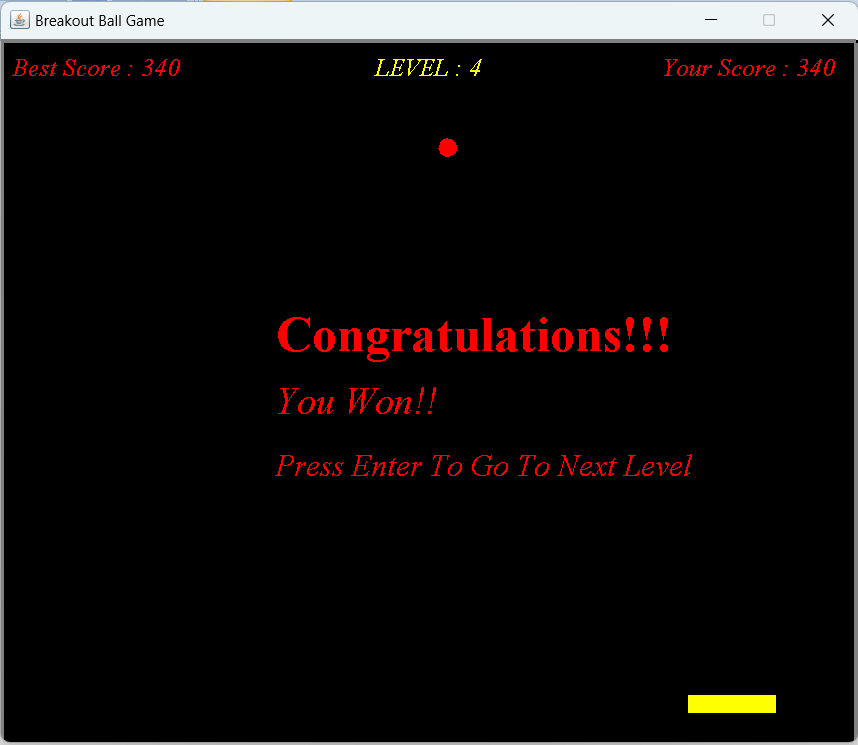 Breakout Ball Game
Best Score : 340
LEVEL : 4
Your Score : 340
Congratulations!!!
You Won!!
Press Enter To Go To Next Level